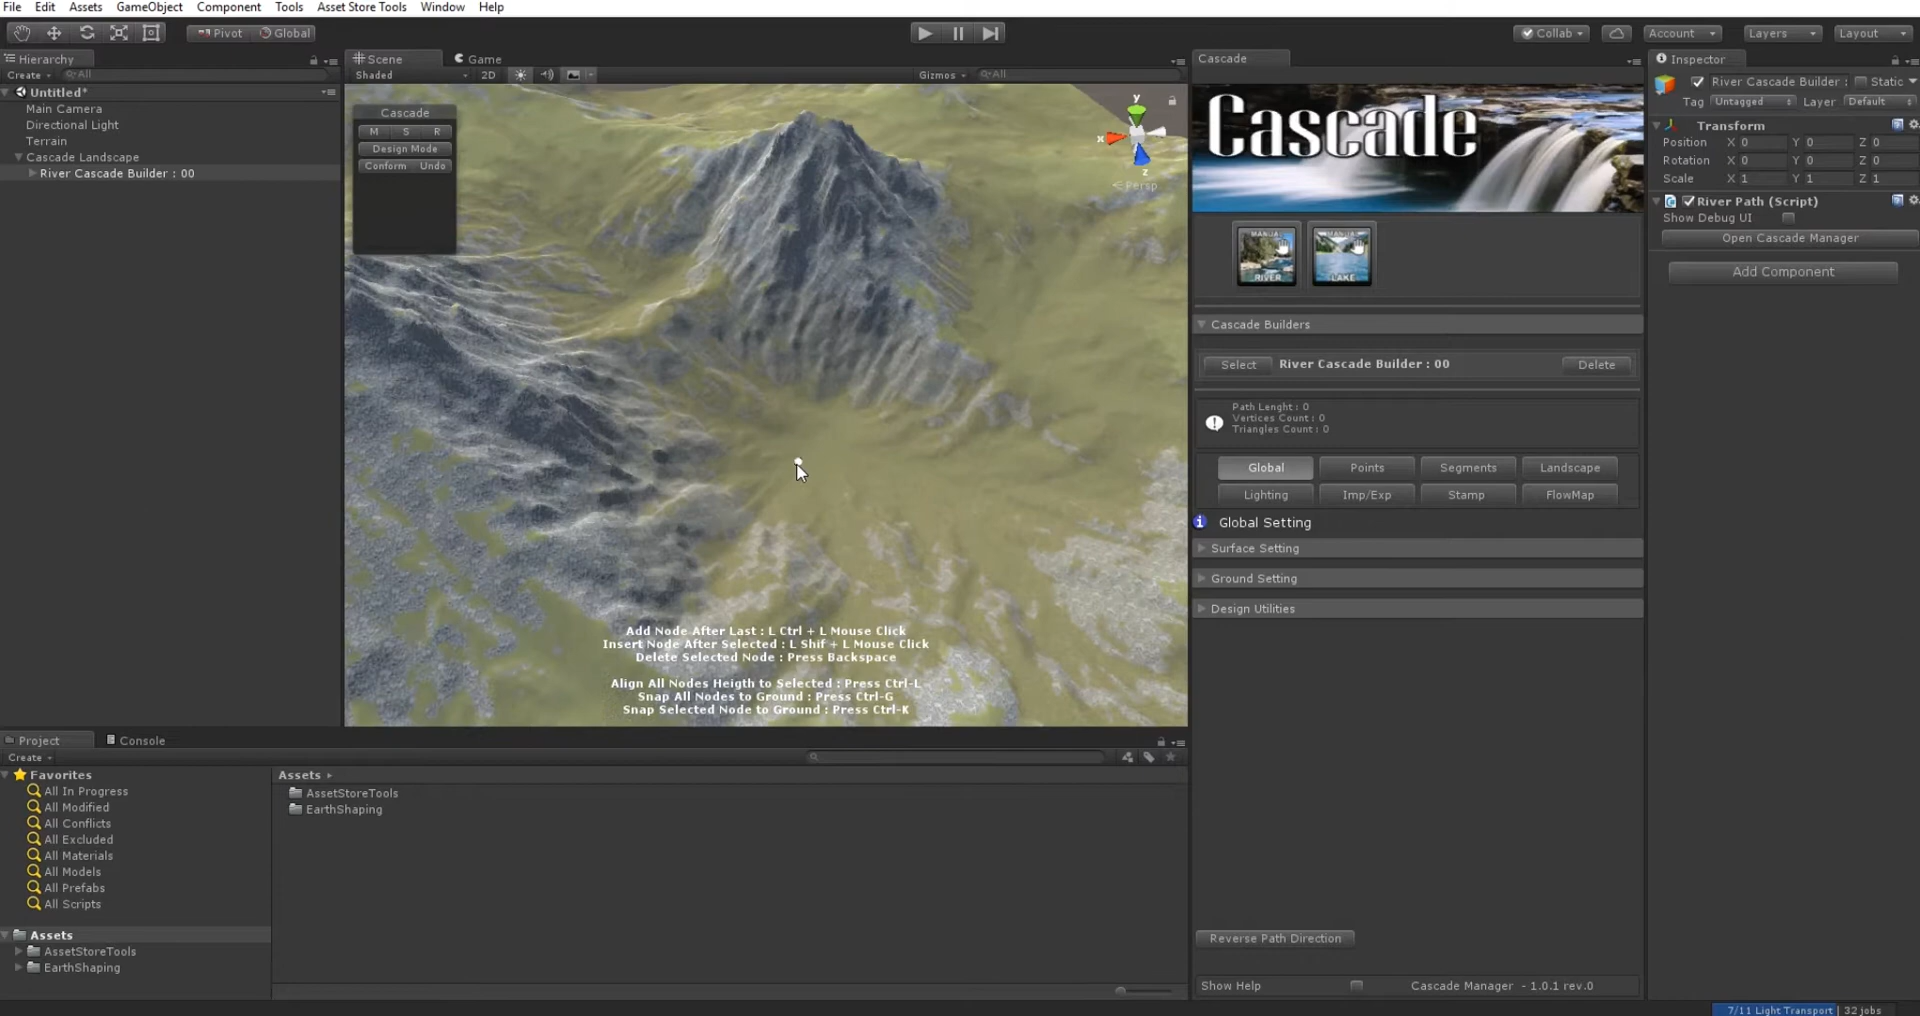 File Edit Assets GameObject Component Tools Asset Store Tools Window Help
Pivot Global Collab Account Layers Layout
Hierarchy
Create All
Untitled*
Main Camera
Directional Light
Terrain
Cascade Landscape
River Cascade Builder : 00
Scene Game
Shaded 2D Gizmos All
Cascade
M S R
Design Mode
Conform Undo
y
x
z
Persp
Add Node After Last : L Ctrl + L Mouse Click
Insert Node After Selected : L Shif + L Mouse Click
Delete Selected Node : Press Backspace
Align All Nodes Heigth to Selected : Press Ctrl-L
Snap All Nodes to Ground : Press Ctrl-G
Snap Selected Node to Ground : Press Ctrl-K
Cascade
Cascade
MANUAL RIVER
MANUAL LAKE
Cascade Builders
Select River Cascade Builder : 00 Delete
Path Lenght : 0
Vertices Count : 0
Triangles Count : 0
Global Points Segments Landscape
Lighting Imp/Exp Stamp FlowMap
Global Setting
Surface Setting
Ground Setting
Design Utilities
Reverse Path Direction
Show Help Cascade Manager - 1.0.1 rev.0
Inspector
River Cascade Builder : Static
Tag Untagged Layer Default
Transform
Position X 0 Y 0 Z 0
Rotation X 0 Y 0 Z 0
Scale X 1 Y 1 Z 1
River Path (Script)
Show Debug UI
Open Cascade Manager
Add Component
Project Console
Create
Favorites
All In Progress
All Modified
All Conflicts
All Excluded
All Materials
All Models
All Prefabs
All Scripts
Assets
AssetStoreTools
EarthShaping
Assets
AssetStoreTools
EarthShaping
7/11 Light Transport | 32 jobs